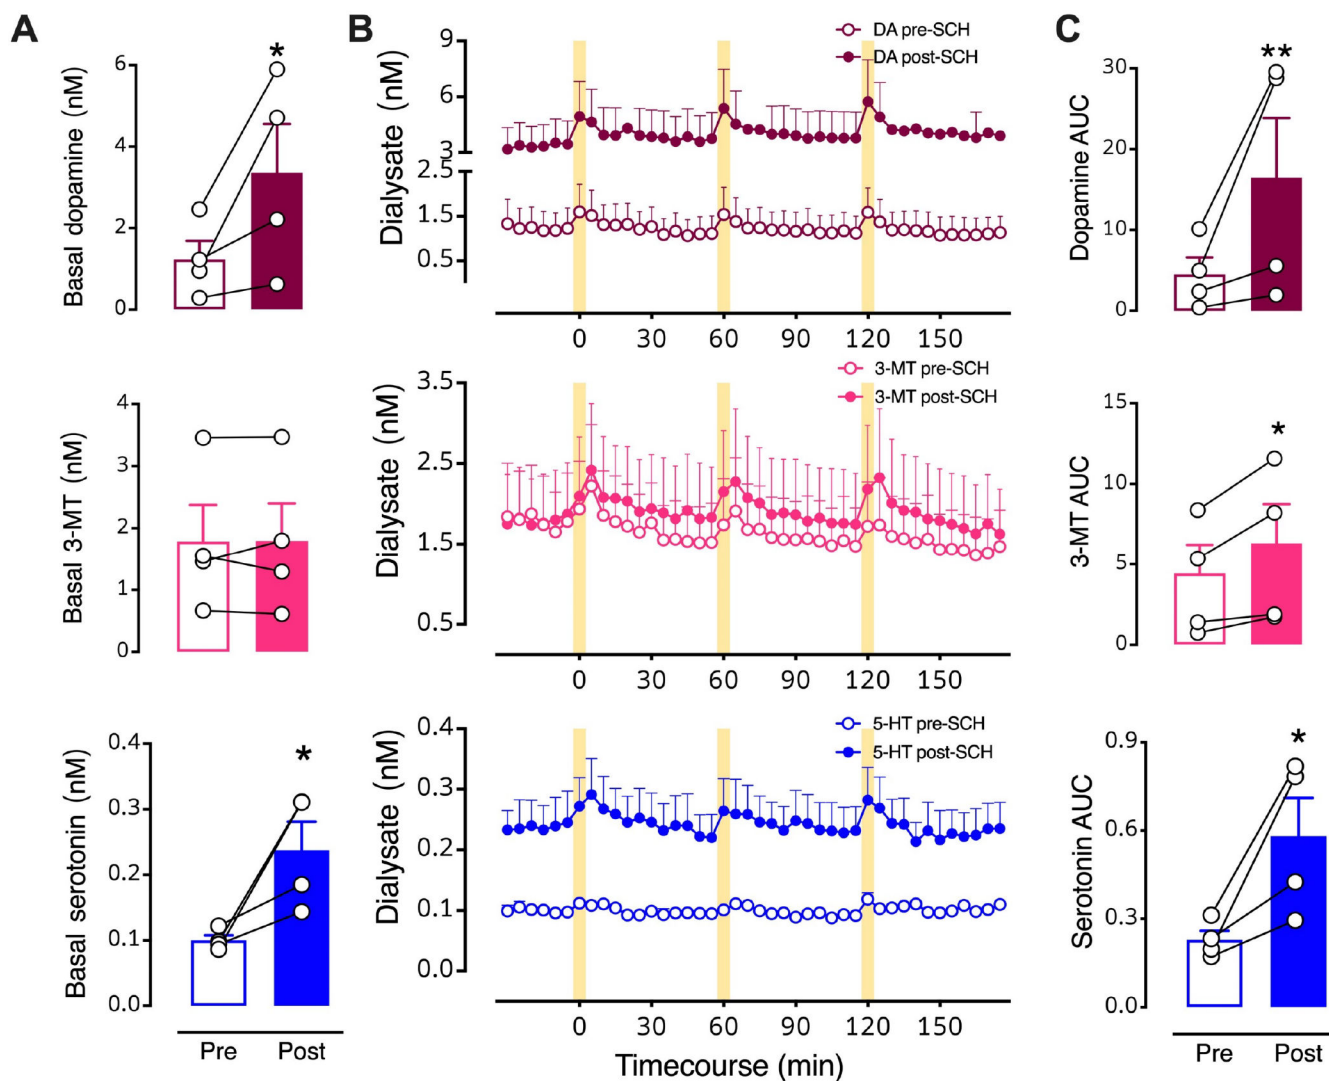 A
B
C
Basal dopamine (nM)
6
4
2
0
*
Dialysate (nM)
9
6
3
2.5
1.5
0.5
DA pre-SCH
DA post-SCH
0 30 60 90 120 150
Dopamine AUC
30
20
10
0
**
Basal 3-MT (nM)
4
3
2
1
0
Dialysate (nM)
3.5
2.5
1.5
0.5
3-MT pre-SCH
3-MT post-SCH
0 30 60 90 120 150
3-MT AUC
15
10
5
0
*
Basal serotonin (nM)
0.4
0.3
0.2
0.1
0.0
*
Pre Post
Dialysate (nM)
0.4
0.3
0.2
0.1
0.0
5-HT pre-SCH
5-HT post-SCH
0 30 60 90 120 150
Timecourse (min)
Serotonin AUC
0.9
0.6
0.3
0.0
*
Pre Post